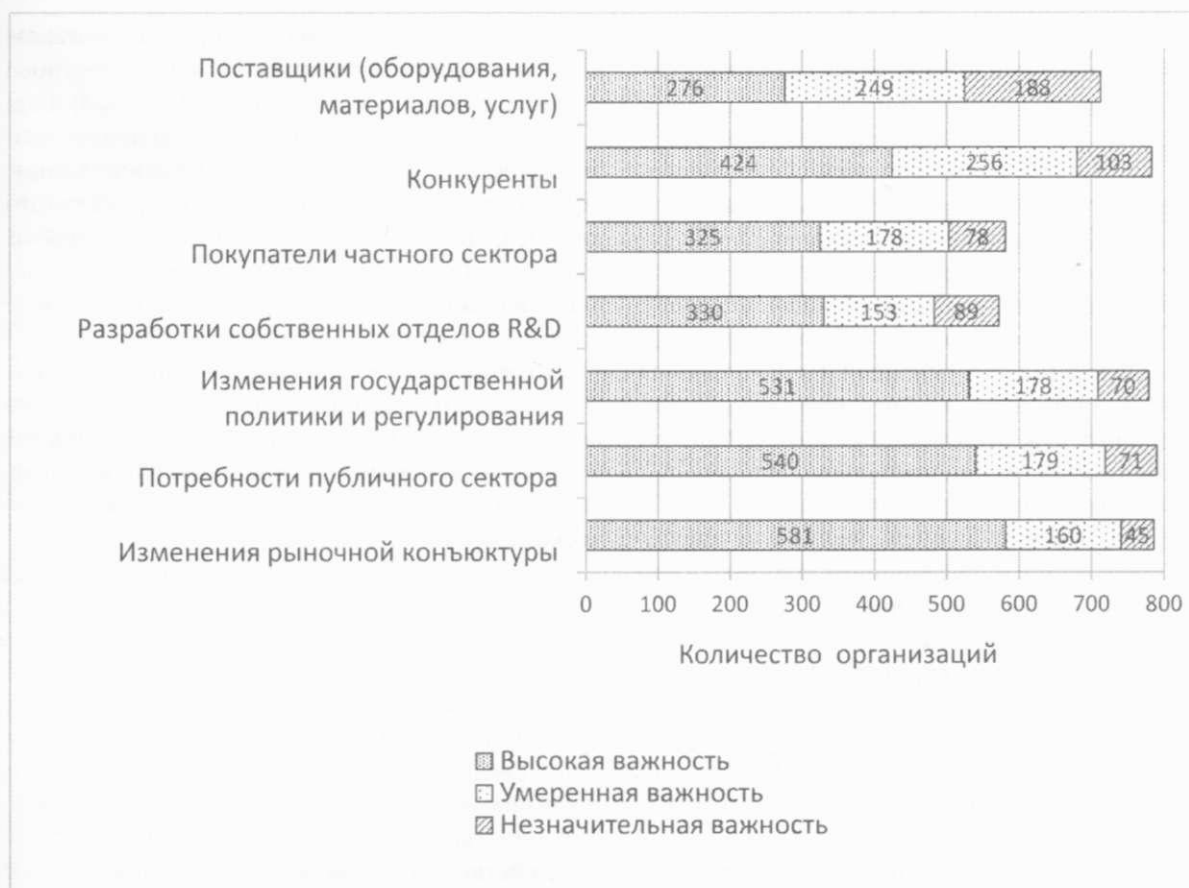 Поставщики (оборудования,
материалов, услуг)
276 249 188
Конкуренты
424 256 103
Покупатели частного сектора
325 178 78
Разработки собственных отделов R&D
330 153 89
Изменения государственной
политики и регулирования
531 178 70
Потребности публичного сектора
540 179 71
Изменения рыночной конъюктуры
581 160 45
0 100 200 300 400 500 600 700 800
Количество организаций
Высокая важность
Умеренная важность
Незначительная важность